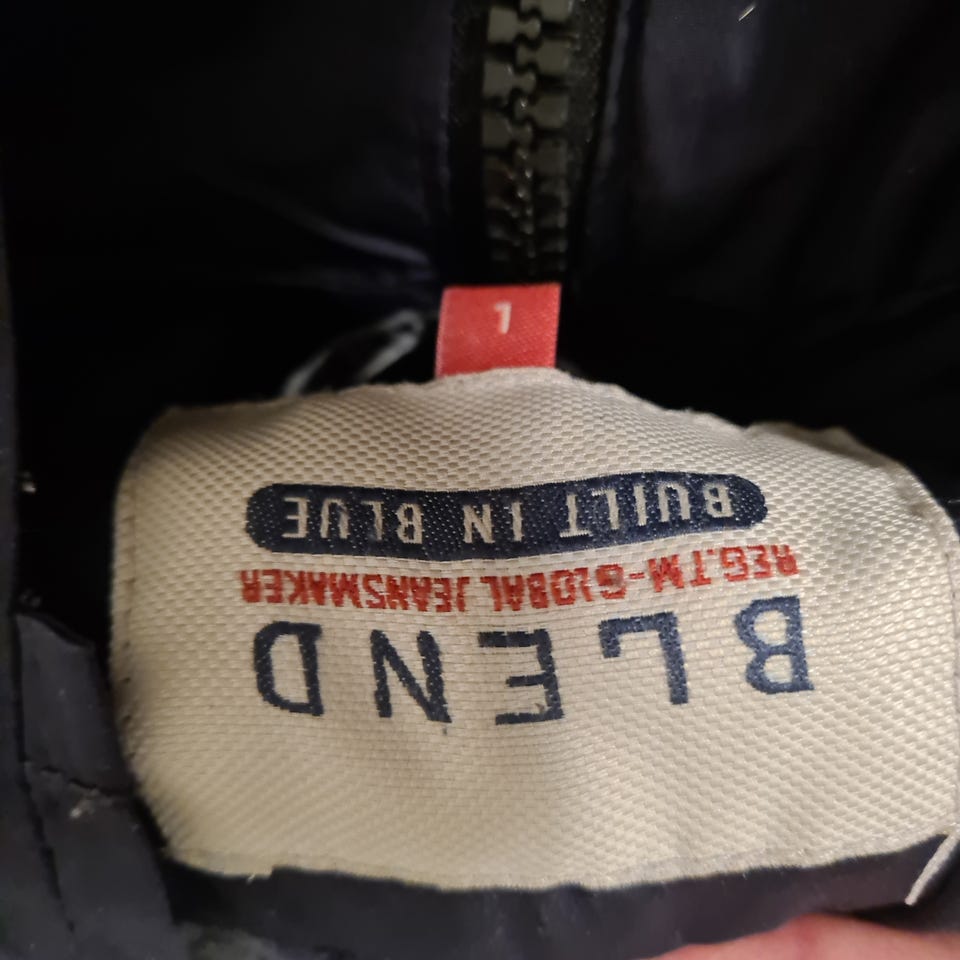 BLEND
REG.TM-GLOBAL JEANSMAKER
BUILT IN BLUE
L